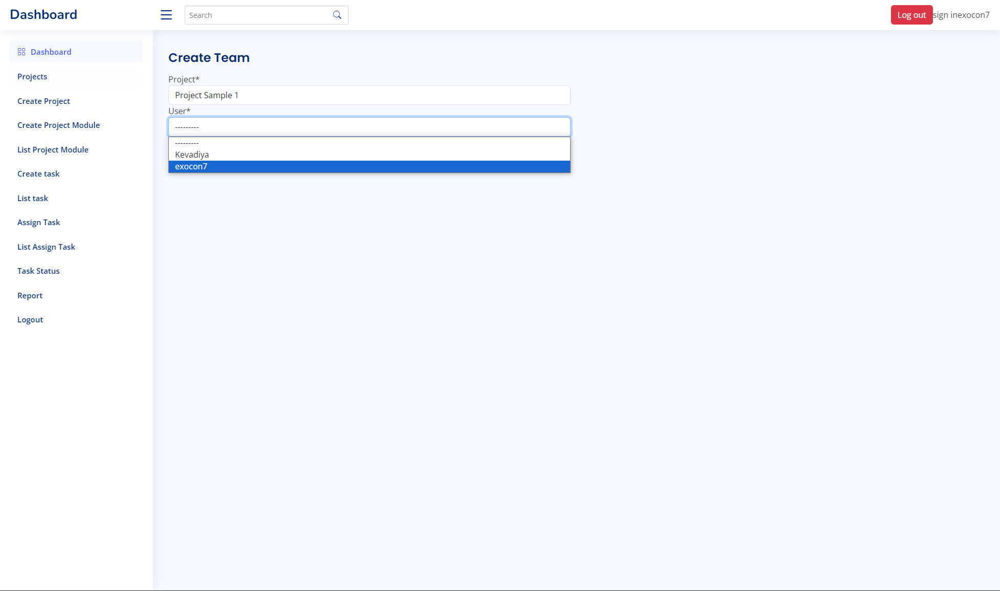 Dashboard
Search
Log out sign inexocon7
Dashboard
Projects
Create Project
Create Project Module
List Project Module
Create task
List task
Assign Task
List Assign Task
Task Status
Report
Logout
Create Team
Project*
Project Sample 1
User*
---------
---------
Kevadiya
exocon7